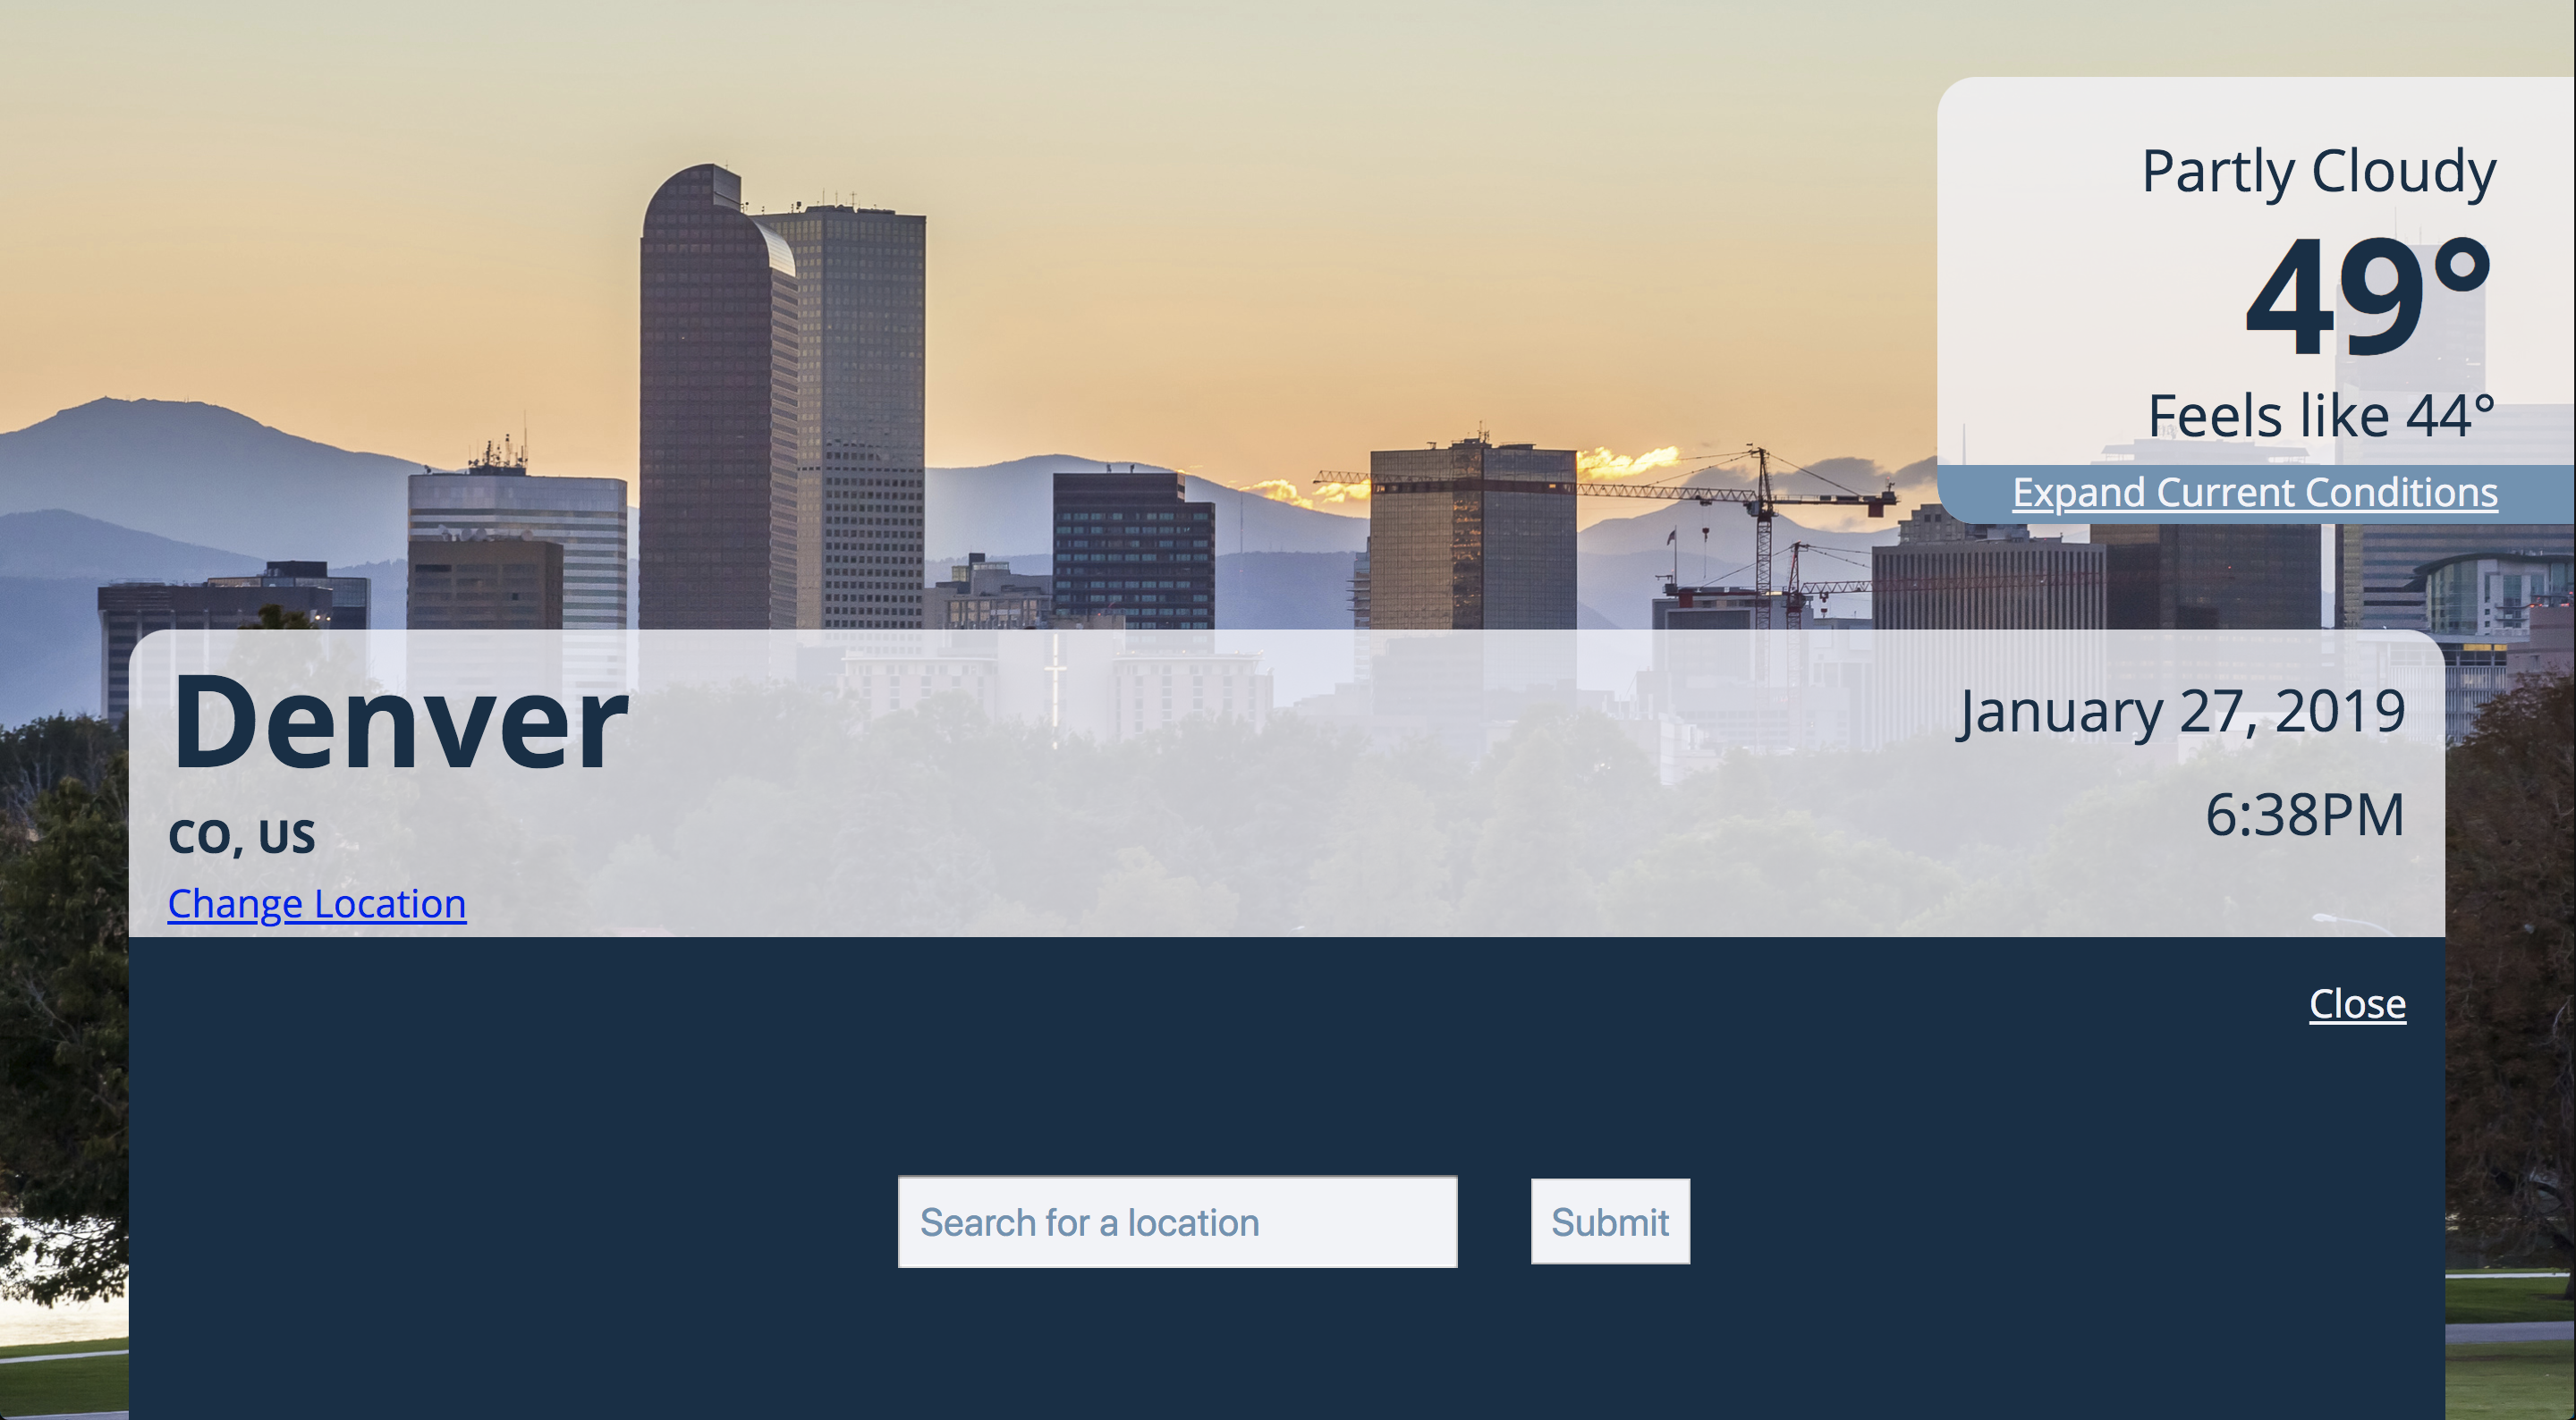 Partly Cloudy
49°
Feels like 44°
Expand Current Conditions
Denver
January 27, 2019
CO, US
6:38PM
Change Location
Close
Search for a location
Submit